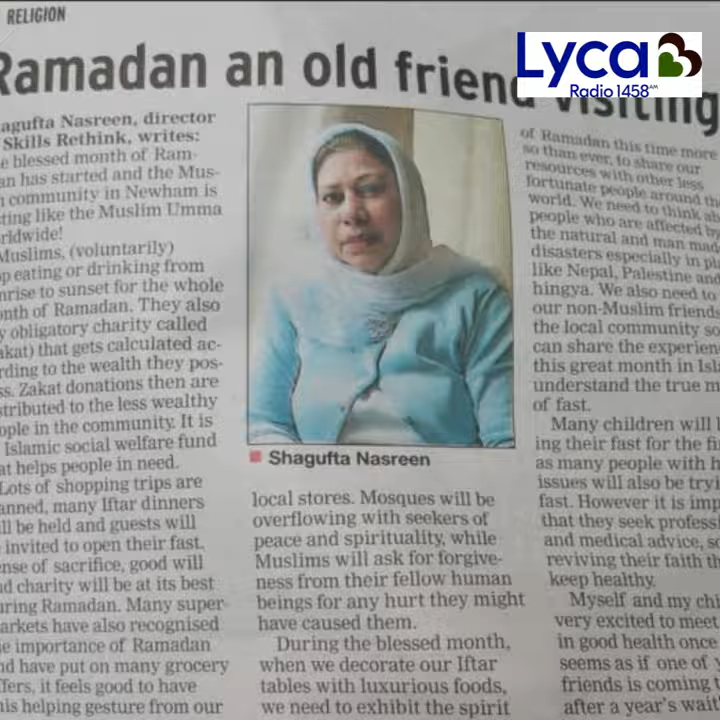 RELIGION
Ramadan an old friend visiting
Lyca
Radio 1458 AM
agufta Nasreen, director
Skills Rethink, writes:
e blessed month of Ram-
an has started and the Mus-
community in Newham is
ting like the Muslim Umma
rldwide!
Muslims, (voluntarily)
op eating or drinking from
nrise to sunset for the whole
onth of Ramadan. They also
y obligatory charity called
akat) that gets calculated ac-
rding to the wealth they pos-
ss. Zakat donations then are
stributed to the less wealthy
ople in the community. It is
Islamic social welfare fund
at helps people in need.
Lots of shopping trips are
anned, many Iftar dinners
ll be held and guests will
invited to open their fast.
ense of sacrifice, good will
nd charity will be at its best
uring Ramadan. Many super-
arkets have also recognised
e importance of Ramadan
nd have put on many grocery
ffers, it feels good to have
his helping gesture from our
Shagufta Nasreen
local stores. Mosques will be
overflowing with seekers of
peace and spirituality, while
Muslims will ask for forgive-
ness from their fellow human
beings for any hurt they might
have caused them.
During the blessed month,
when we decorate our Iftar
tables with luxurious foods,
we need to exhibit the spirit
of Ramadan this time more
so than ever, to share our
resources with other less
fortunate people around th
world. We need to think ab
people who are affected by
the natural and man mad
disasters especially in pl
like Nepal, Palestine and
hingya. We also need to
our non-Muslim friends
the local community so
can share the experien
this great month in Isl
understand the true m
of fast.
Many children will
ing their fast for the fi
as many people with h
issues will also be tryi
fast. However it is imp
that they seek profess
and medical advice, so
reviving their faith th
keep healthy.
Myself and my chi
very excited to meet
in good health once
seems as if one of
friends is coming t
after a year's wait